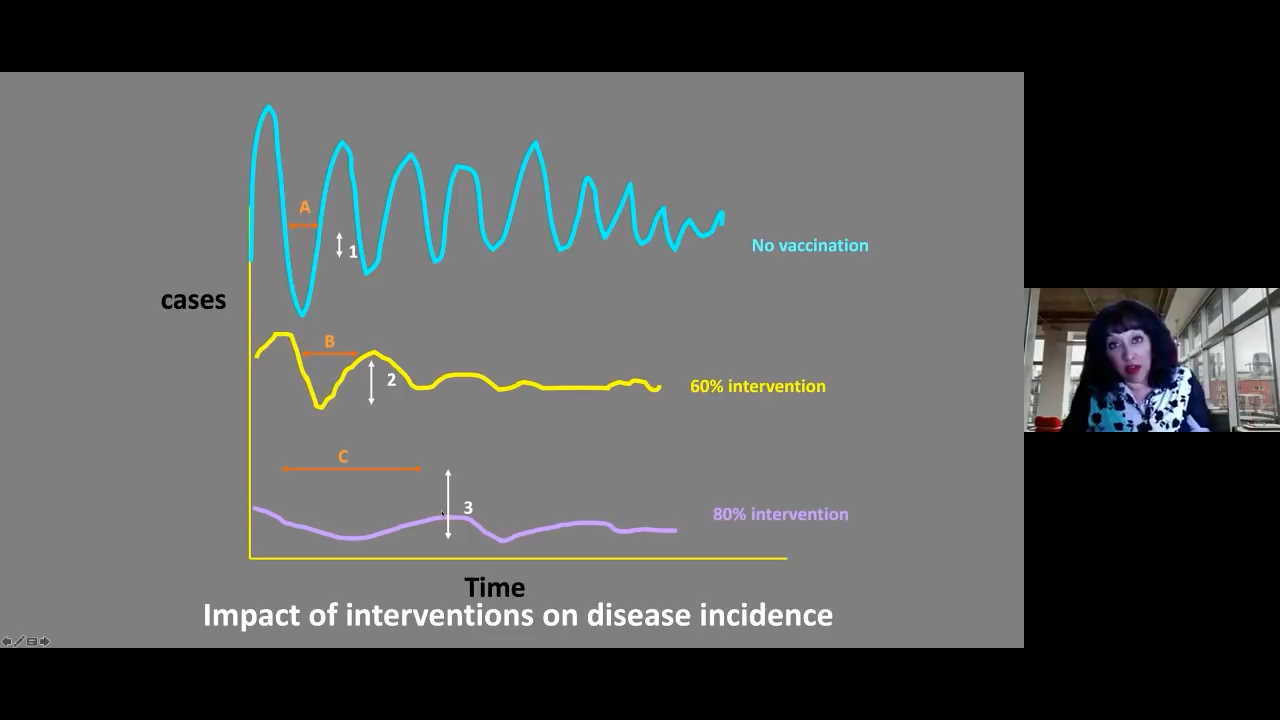 A
1
No vaccination
cases
B
2
60% intervention
C
3
80% intervention
Time
Impact of interventions on disease incidence